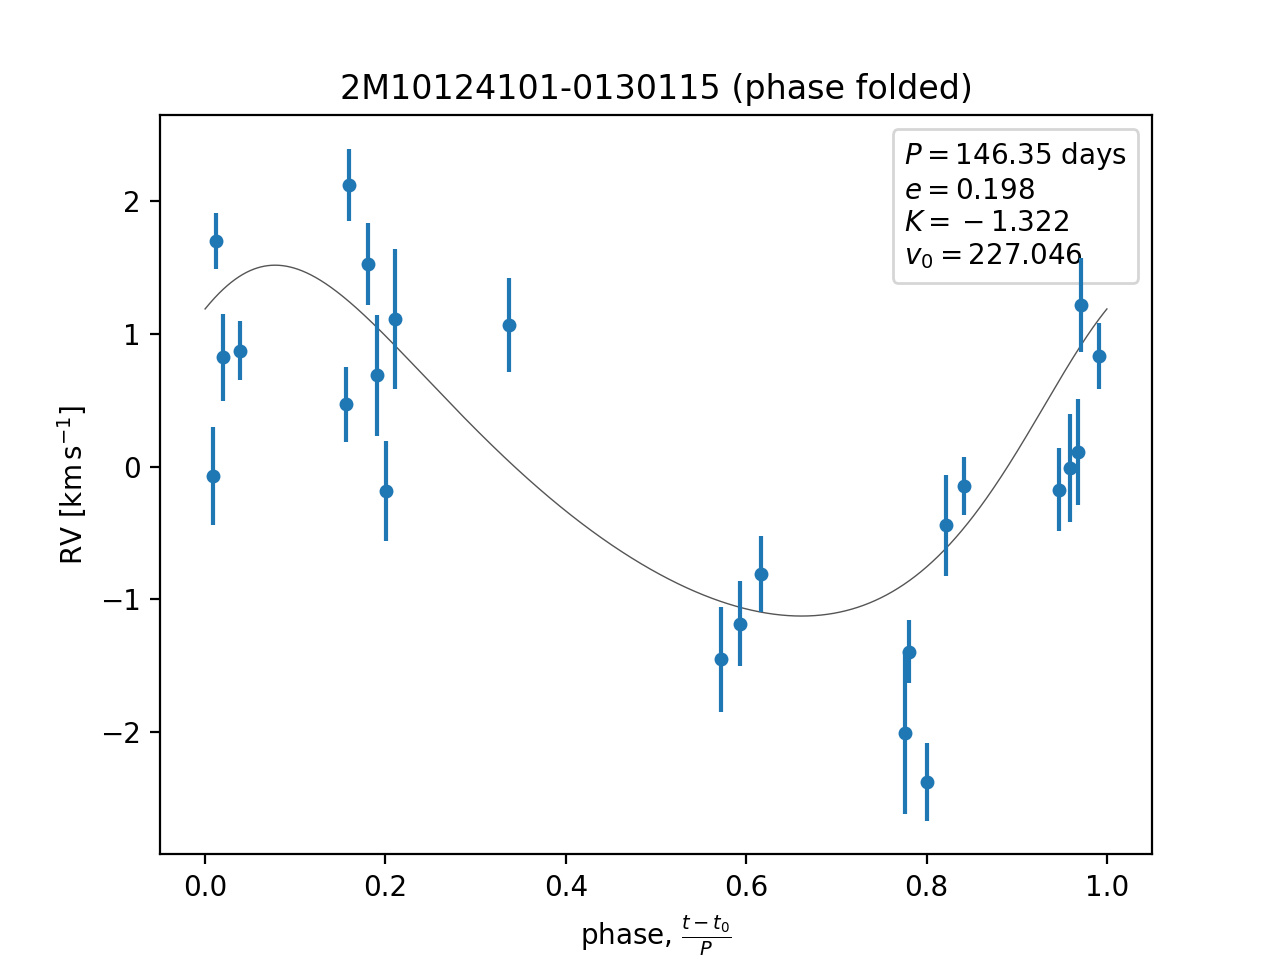 2M10124101-0130115 (phase folded)
P = 146.35 days
e = 0.198
K = −1.322
v₀ = 227.046
RV [km s⁻¹]
2
1
0
−1
−2
0.0 0.2 0.4 0.6 0.8 1.0
phase, (t − t₀)/P